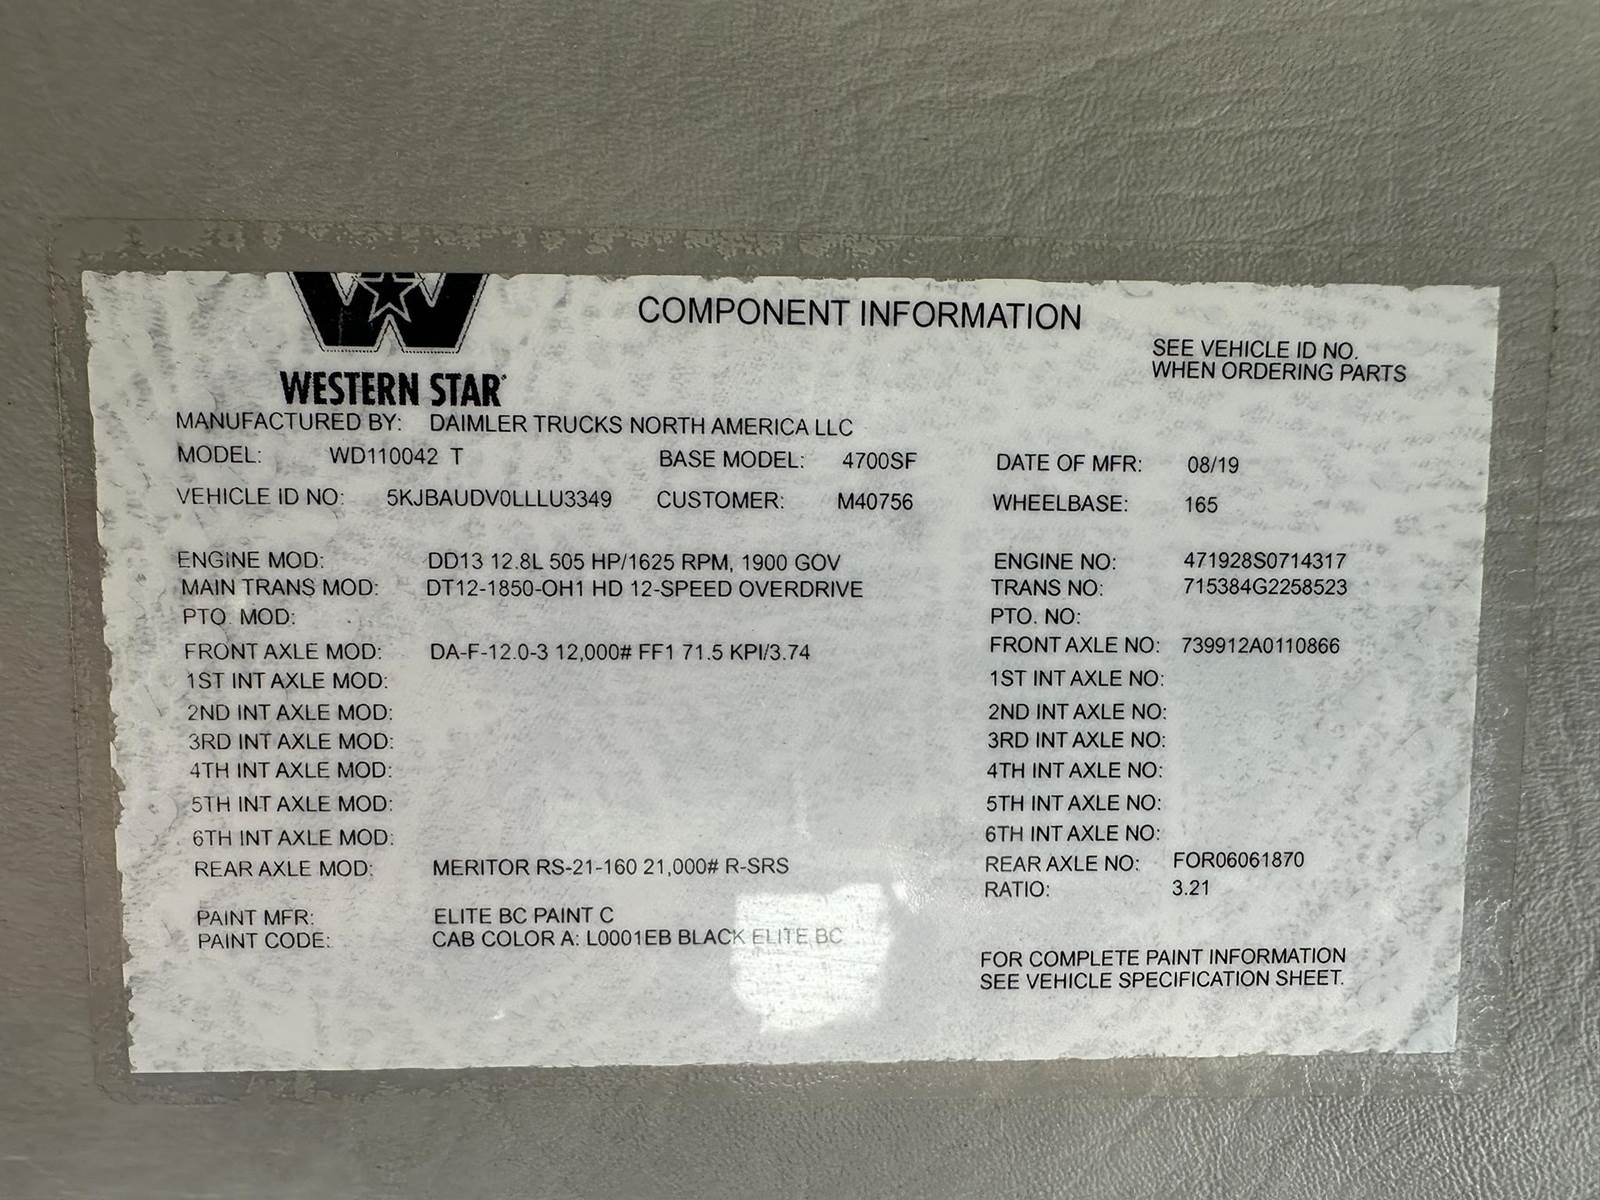 COMPONENT INFORMATION
SEE VEHICLE ID NO.
WHEN ORDERING PARTS
WESTERN STAR
MANUFACTURED BY: DAIMLER TRUCKS NORTH AMERICA LLC
MODEL: WD110042 T BASE MODEL: 4700SF DATE OF MFR: 08/19
VEHICLE ID NO: 5KJBAUDV0LLLU3349 CUSTOMER: M40756 WHEELBASE: 165
ENGINE MOD: DD13 12.8L 505 HP/1625 RPM, 1900 GOV ENGINE NO: 471928S0714317
MAIN TRANS MOD: DT12-1850-OH1 HD 12-SPEED OVERDRIVE TRANS NO: 715384G2258523
PTO. MOD: PTO. NO:
FRONT AXLE MOD: DA-F-12.0-3 12,000# FF1 71.5 KPI/3.74 FRONT AXLE NO: 739912A0110866
1ST INT AXLE MOD: 1ST INT AXLE NO:
2ND INT AXLE MOD: 2ND INT AXLE NO:
3RD INT AXLE MOD: 3RD INT AXLE NO:
4TH INT AXLE MOD: 4TH INT AXLE NO:
5TH INT AXLE MOD: 5TH INT AXLE NO:
6TH INT AXLE MOD: 6TH INT AXLE NO:
REAR AXLE MOD: MERITOR RS-21-160 21,000# R-SRS REAR AXLE NO: FOR06061870
RATIO: 3.21
PAINT MFR: ELITE BC PAINT C
PAINT CODE: CAB COLOR A: L0001EB BLACK ELITE BC
FOR COMPLETE PAINT INFORMATION
SEE VEHICLE SPECIFICATION SHEET.